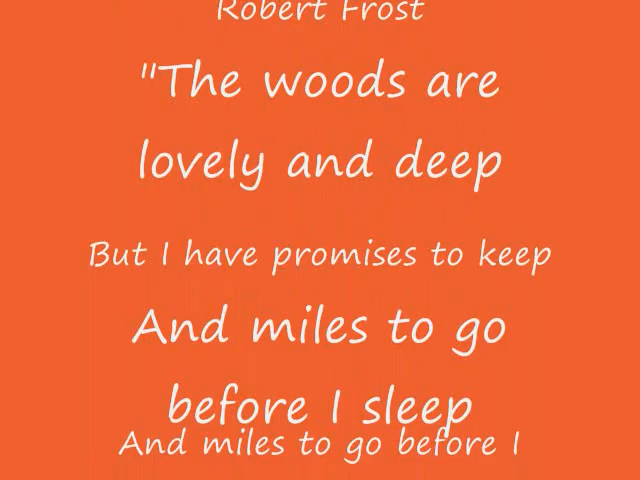 Robert Frost
"The woods are
lovely and deep
But I have promises to keep
And miles to go
before I sleep
And miles to go before I